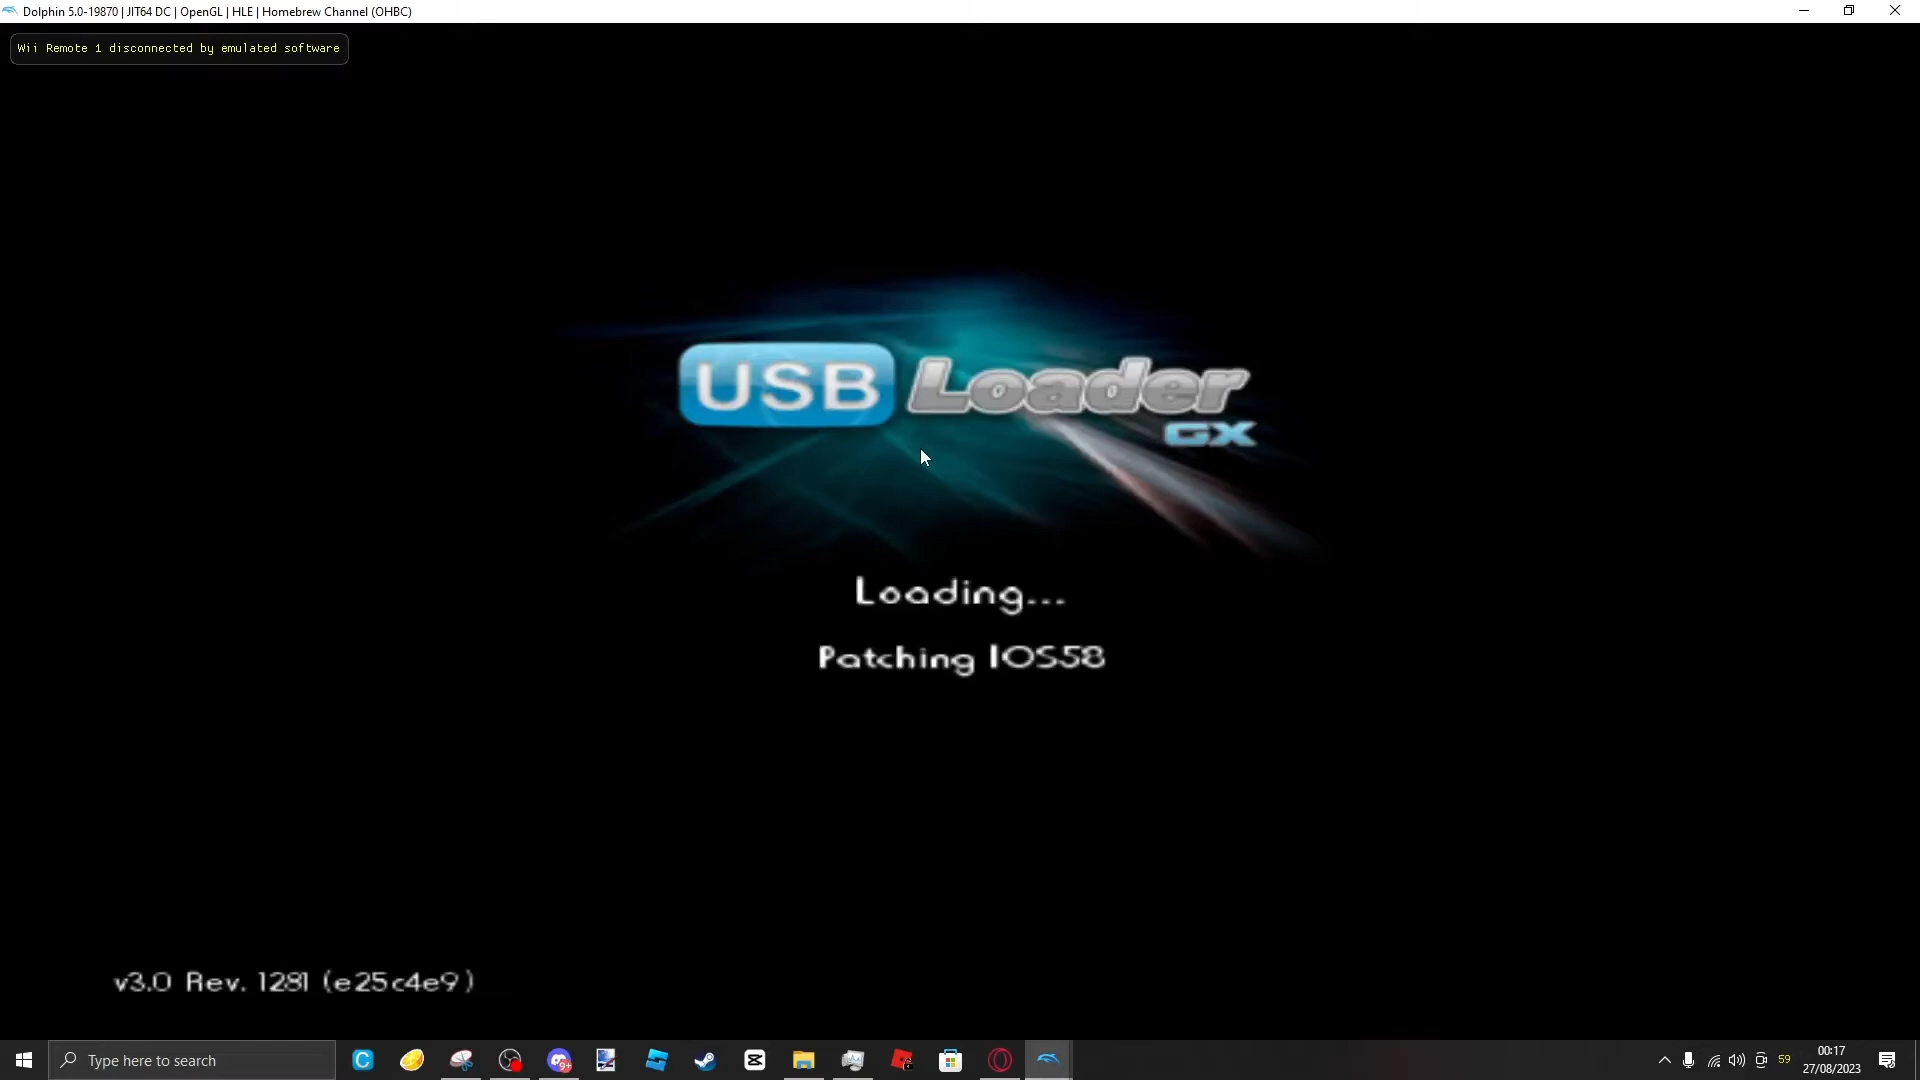 Dolphin 5.0-19870 | JIT64 DC | OpenGL | HLE | Homebrew Channel (OHBC)
Wii Remote 1 disconnected by emulated software
USB Loader
GX
Loading...
Patching IOS58
v3.0 Rev. 1281 (e25c4e9)
Type here to search
C
9+
59
00:17
27/08/2023